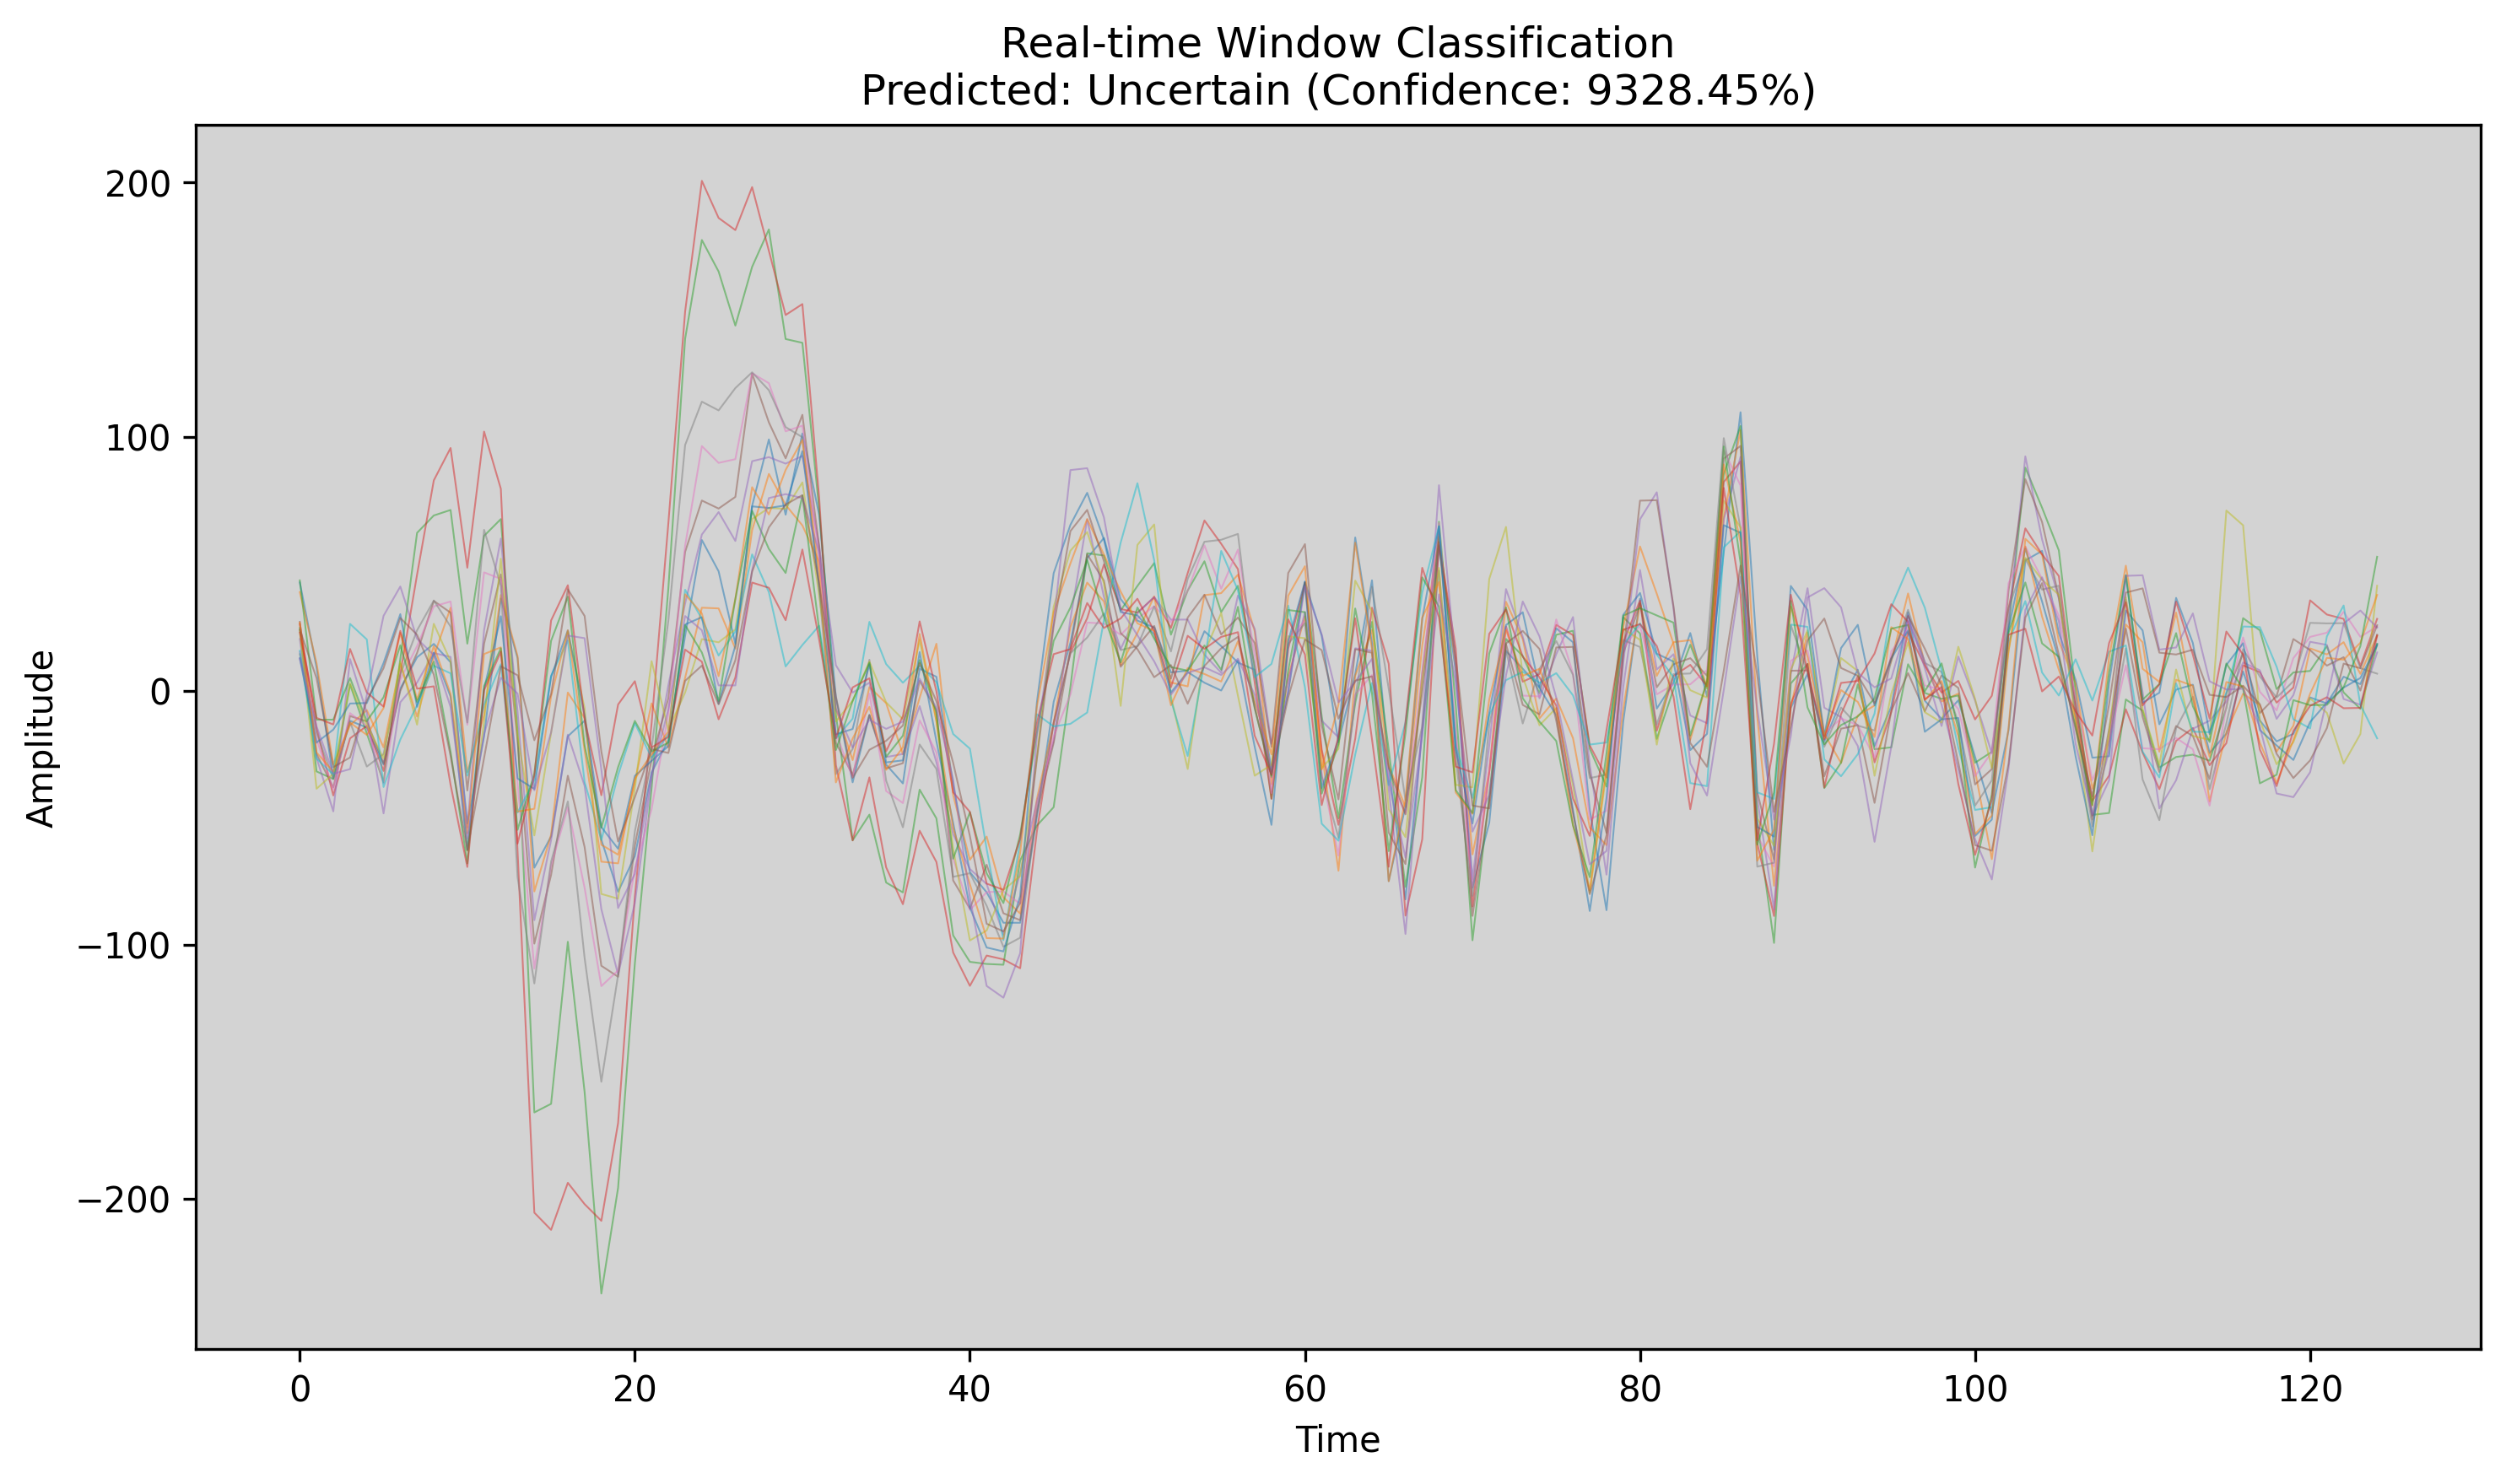 Real-time Window Classification
Predicted: Uncertain (Confidence: 9328.45%)
200
100
0
−100
−200
Amplitude
0 20 40 60 80 100 120
Time